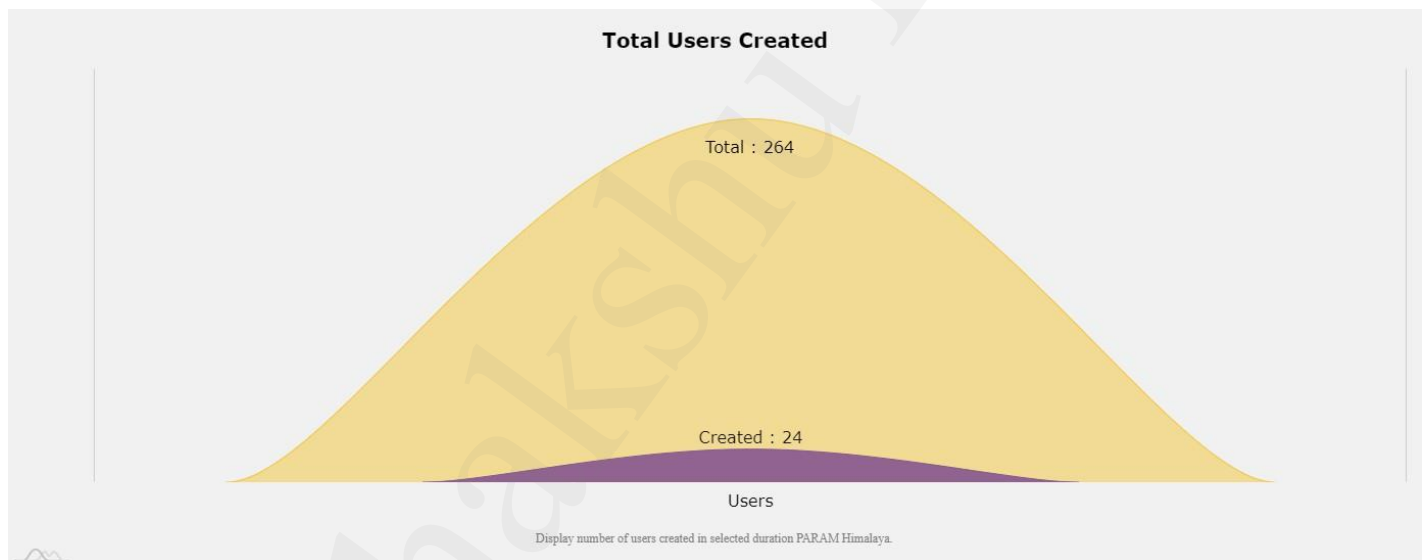 Total Users Created
Total : 264
Created : 24
Users
Display number of users created in selected duration PARAM Himalaya.